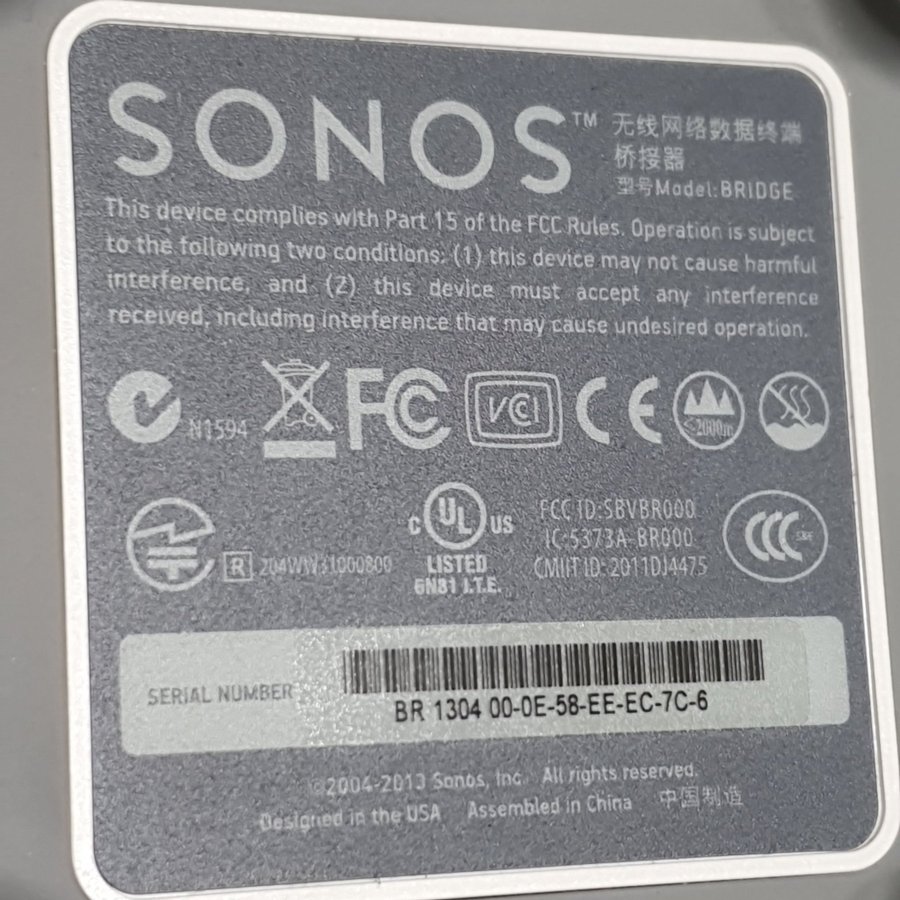 SONOS™
无线网络数据终端
桥接器
型号Model:BRIDGE
This device complies with Part 15 of the FCC Rules. Operation is subject
to the following two conditions: (1) this device may not cause harmful
interference, and (2) this device must accept any interference
received, including interference that may cause undesired operation.
N1594 FC VCI CE ≤2000m
R 204WW31000800
C UL US
LISTED
6N81 I.T.E.
FCC ID:SBVBR000
IC:5373A-BR000
CMIIT ID:2011DJ4475
CCC S&E
SERIAL NUMBER
BR 1304 00-0E-58-EE-EC-7C-6
©2004-2013 Sonos, Inc. All rights reserved.
Designed in the USA Assembled in China 中国制造